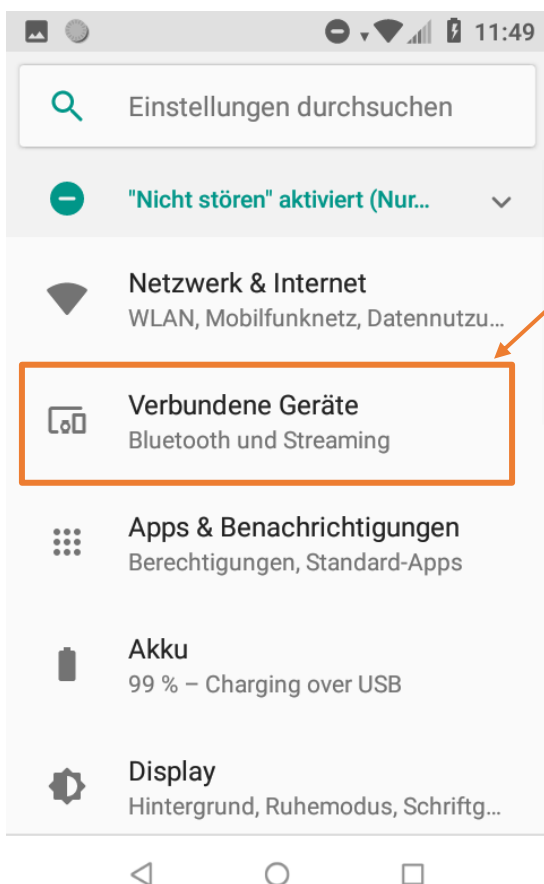 11:49
Einstellungen durchsuchen
"Nicht stören" aktiviert (Nur...
Netzwerk & Internet
WLAN, Mobilfunknetz, Datennutzu...
Verbundene Geräte
Bluetooth und Streaming
Apps & Benachrichtigungen
Berechtigungen, Standard-Apps
Akku
99 % – Charging over USB
Display
Hintergrund, Ruhemodus, Schriftg...